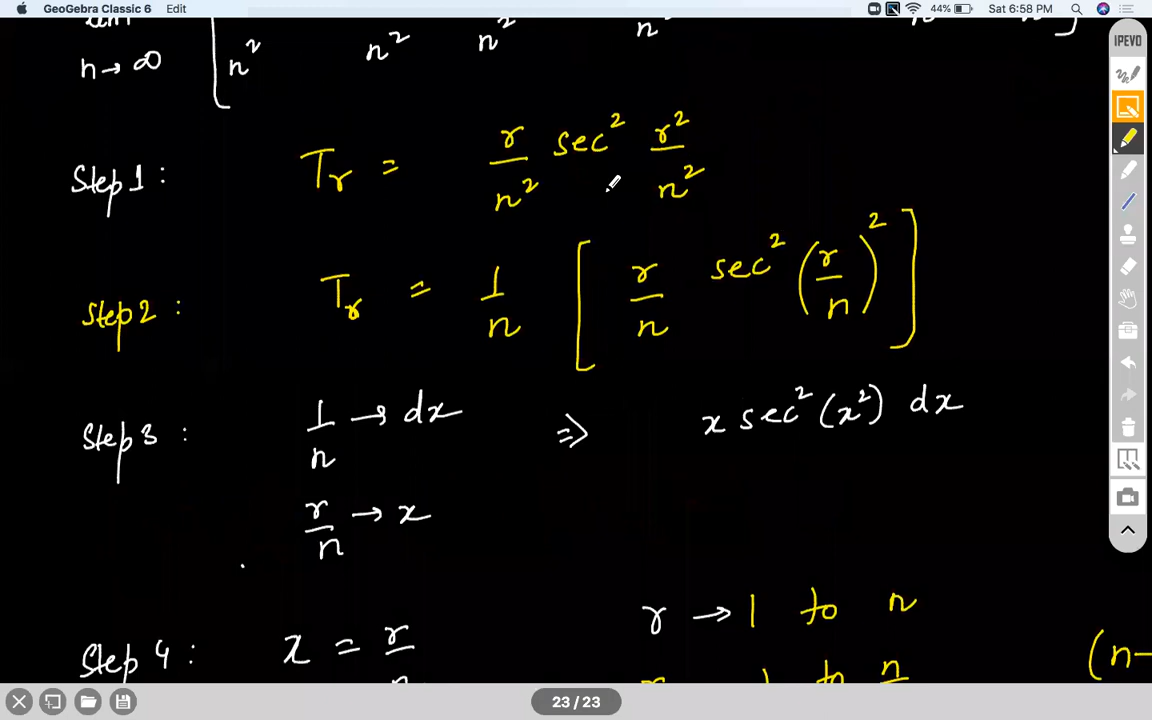 GeoGebra Classic 6 Edit 44% Sat 6:58 PM
n → ∞ [ n² n² n² n
IPEVO
Step 1 : Tr = r/n² sec² r²/n²
Step 2 : Tr = 1/n [ r/n sec² (r/n)² ]
Step 3 : 1/n → dx ⇒ x sec² (x²) dx
r/n → x
r → 1 to n
Step 4 : x = r/n (n-
23 / 23